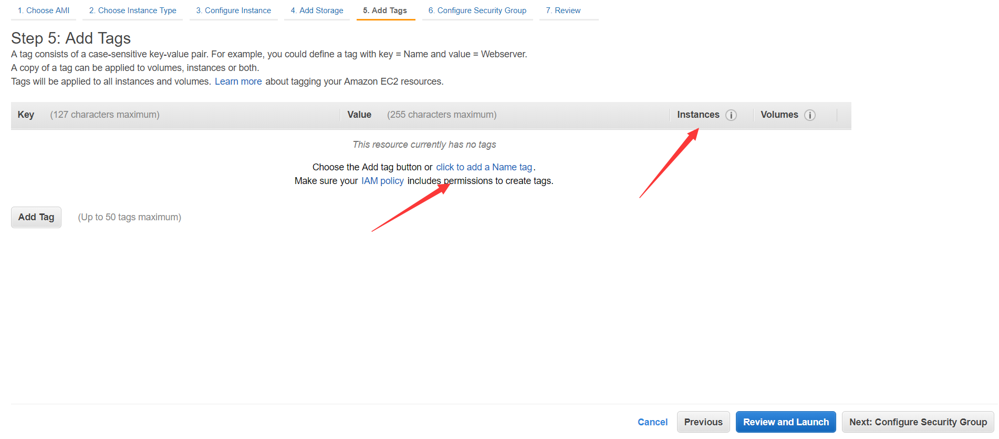 1. Choose AMI 2. Choose Instance Type 3. Configure Instance 4. Add Storage 5. Add Tags 6. Configure Security Group 7. Review
Step 5: Add Tags
A tag consists of a case-sensitive key-value pair. For example, you could define a tag with key = Name and value = Webserver.
A copy of a tag can be applied to volumes, instances or both.
Tags will be applied to all instances and volumes. Learn more about tagging your Amazon EC2 resources.
Key (127 characters maximum) Value (255 characters maximum) Instances i Volumes i
This resource currently has no tags
Choose the Add tag button or click to add a Name tag.
Make sure your IAM policy includes permissions to create tags.
Add Tag (Up to 50 tags maximum)
Cancel Previous Review and Launch Next: Configure Security Group